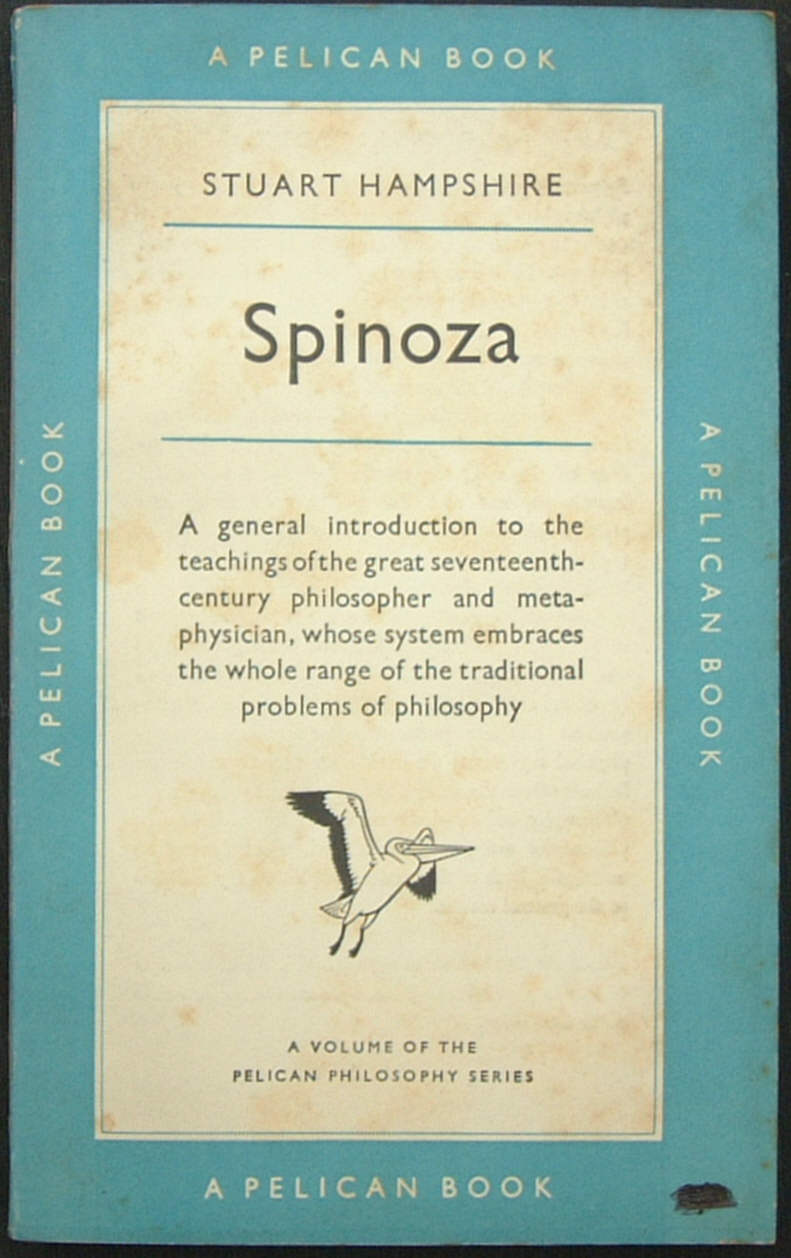 A PELICAN BOOK
STUART HAMPSHIRE
Spinoza
A general introduction to the
teachings of the great seventeenth-
century philosopher and meta-
physician, whose system embraces
the whole range of the traditional
problems of philosophy
A VOLUME OF THE
PELICAN PHILOSOPHY SERIES
A PELICAN BOOK
A PELICAN BOOK
A PELICAN BOOK